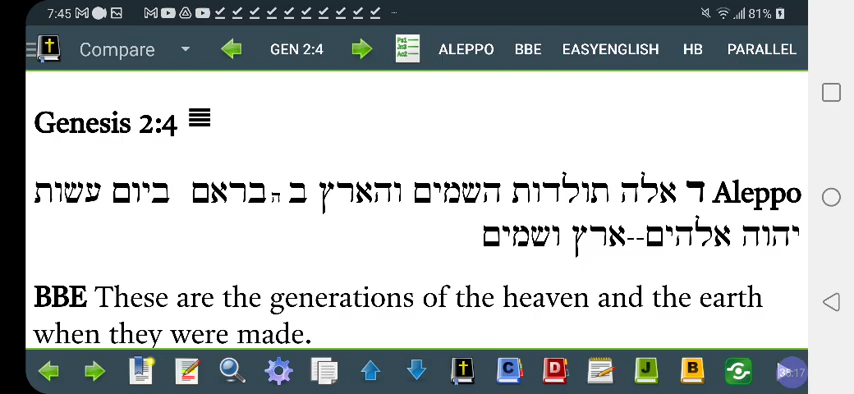 7:45 81%
Compare GEN 2:4 ALEPPO BBE EASYENGLISH HB PARALLEL
Genesis 2:4
Aleppo ד אלה תולדות השמים והארץ ב ה בראם  ביום עשות
יהוה אלהים--ארץ ושמים
BBE These are the generations of the heaven and the earth
when they were made.
C D J B